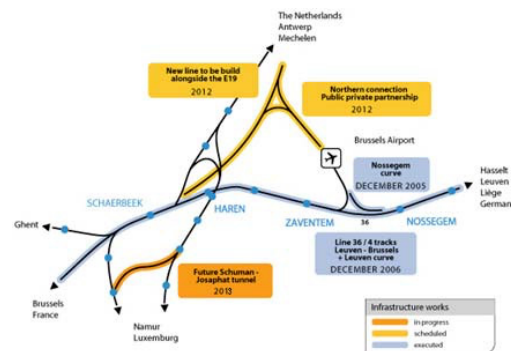 The Netherlands
Antwerp
Mechelen
New line to be build
alongside the E19
2012
Northern connection
Public private partnership
2012
Brussels Airport
Nossegem
curve
DECEMBER 2005
Hasselt
Leuven
Liège
German
SCHAERBEEK
HAREN
ZAVENTEM
36
NOSSEGEM
Ghent
Line 36 / 4 tracks
Leuven - Brussels
+ Leuven curve
DECEMBER 2006
Future Schuman -
Josaphat tunnel
2013
Brussels
France
Namur
Luxemburg
Infrastructure works
in progress
scheduled
executed